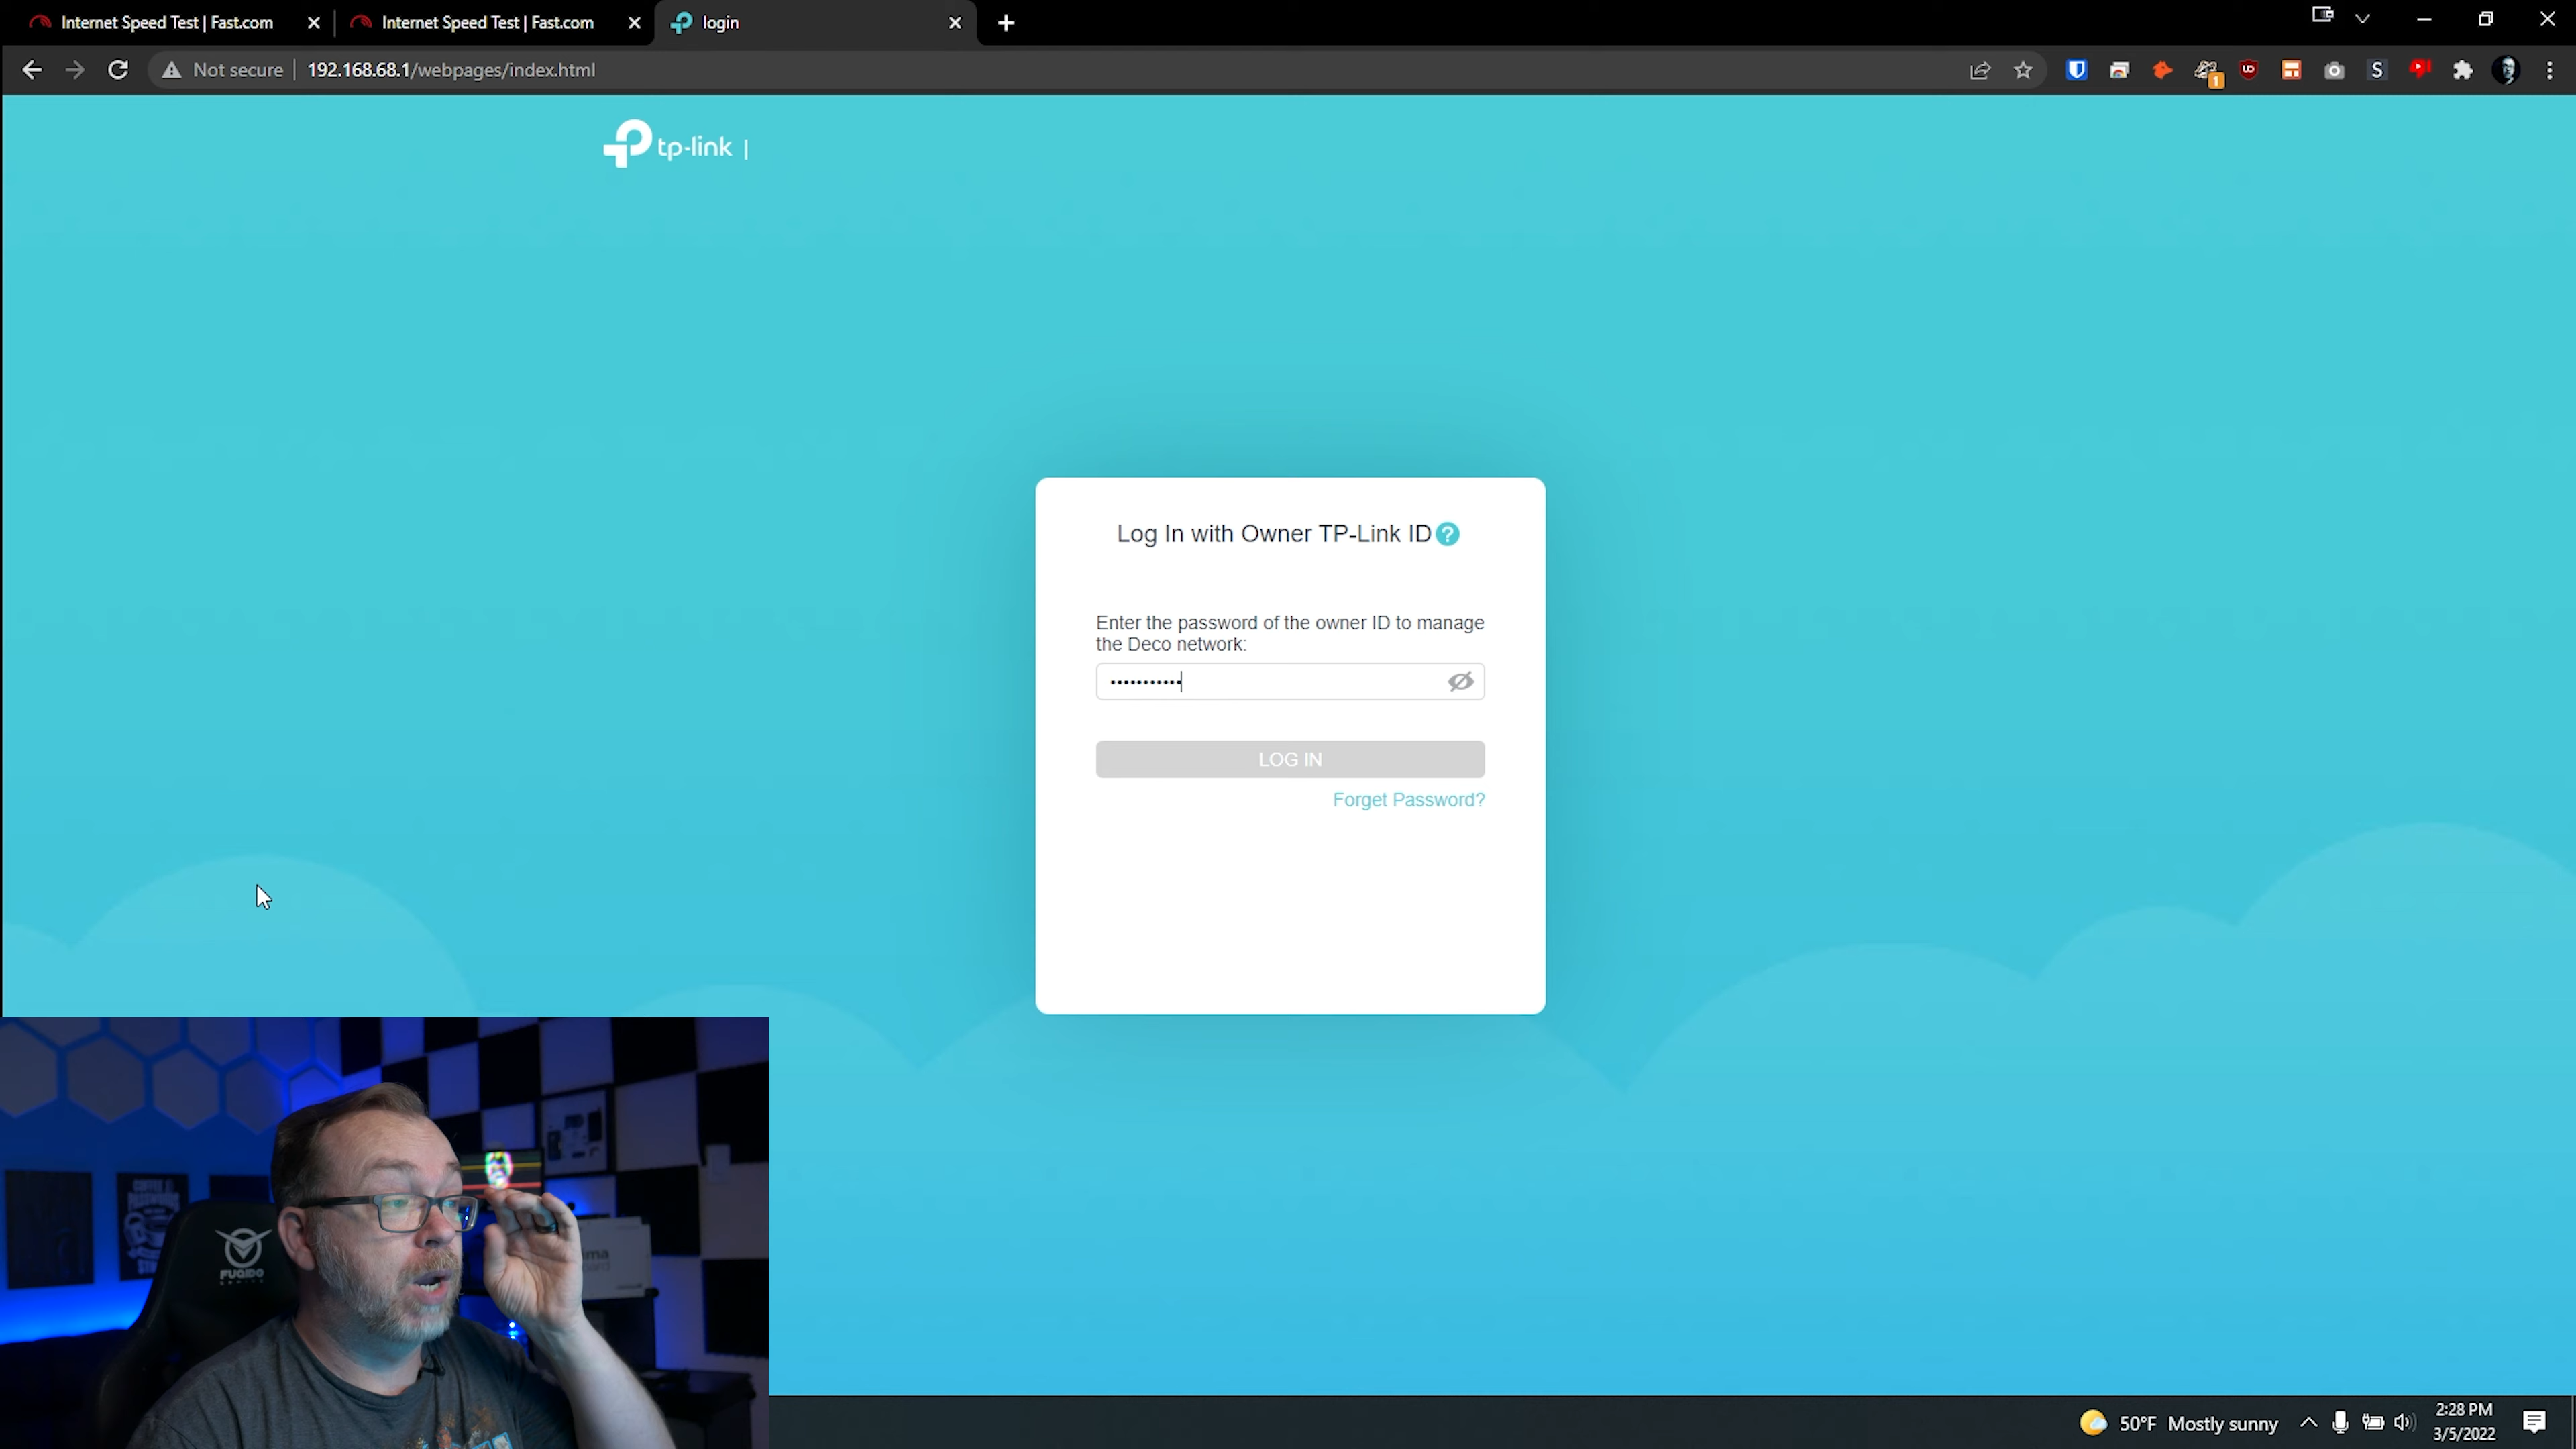 Internet Speed Test | Fast.com
Internet Speed Test | Fast.com
login
Not secure
192.168.68.1/webpages/index.html
1
S
tp-link |
Log In with Owner TP-Link ID ?
Enter the password of the owner ID to manage
the Deco network:
•••••••••••
LOG IN
Forget Password?
FUQIDO
50°F Mostly sunny
2:28 PM
3/5/2022